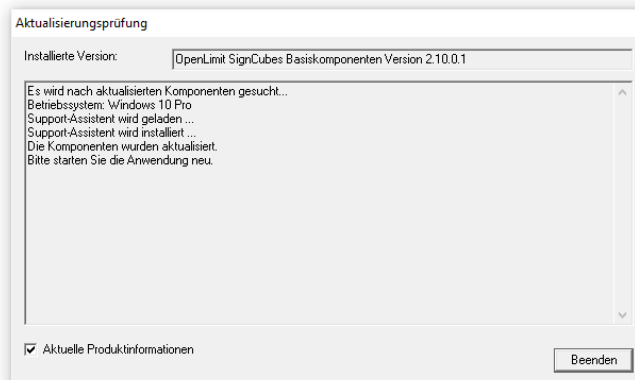 Aktualisierungsprüfung
Installierte Version:
OpenLimit SignCubes Basiskomponenten Version 2.10.0.1
Es wird nach aktualisierten Komponenten gesucht...
Betriebssystem: Windows 10 Pro
Support-Assistent wird geladen ...
Support-Assistent wird installiert ...
Die Komponenten wurden aktualisiert.
Bitte starten Sie die Anwendung neu.
Aktuelle Produktinformationen
Beenden